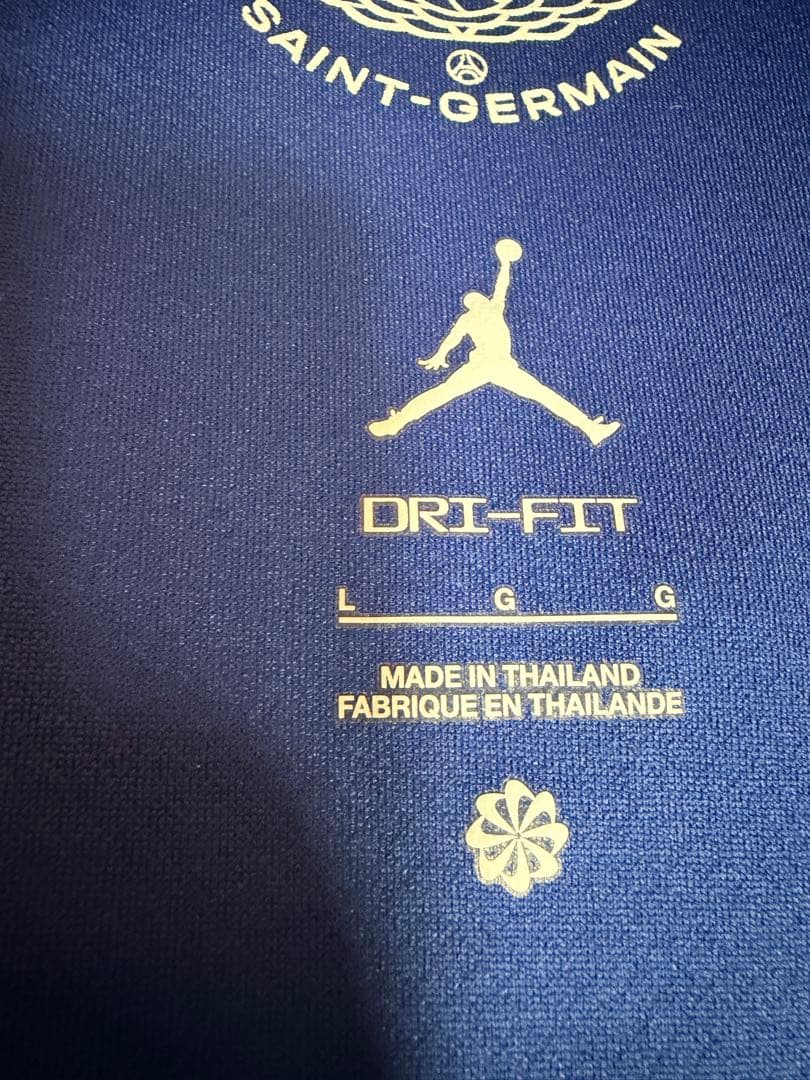 SAINT-GERMAIN
DRI-FIT
L G G
MADE IN THAILAND
FABRIQUE EN THAILANDE